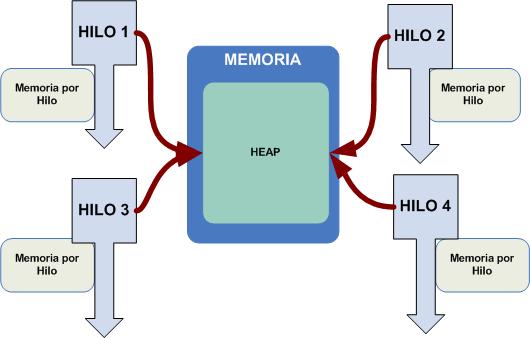 HILO 1
Memoria por
Hilo
MEMORIA
HEAP
HILO 2
Memoria por
Hilo
HILO 3
Memoria por
Hilo
HILO 4
Memoria por
Hilo